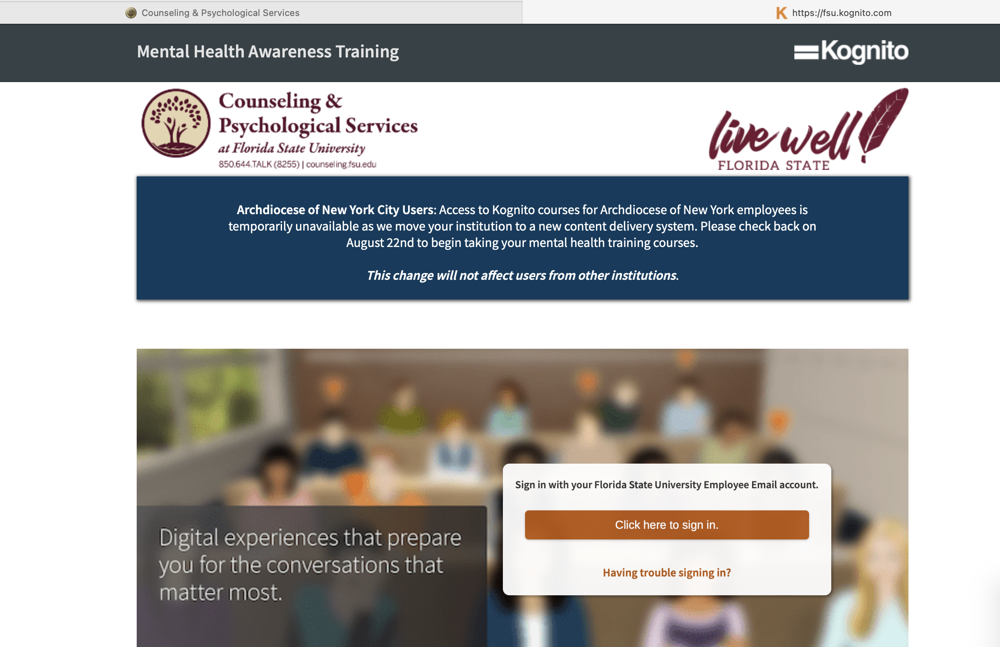 Counseling & Psychological Services
https://fsu.kognito.com
Mental Health Awareness Training
Kognito
Counseling &
Psychological Services
at Florida State University
850.644.TALK (8255) | counseling.fsu.edu
live well
FLORIDA STATE
Archdiocese of New York City Users: Access to Kognito courses for Archdiocese of New York employees is
temporarily unavailable as we move your institution to a new content delivery system. Please check back on
August 22nd to begin taking your mental health training courses.
This change will not affect users from other institutions.
Sign in with your Florida State University Employee Email account.
Click here to sign in.
Having trouble signing in?
Digital experiences that prepare
you for the conversations that
matter most.